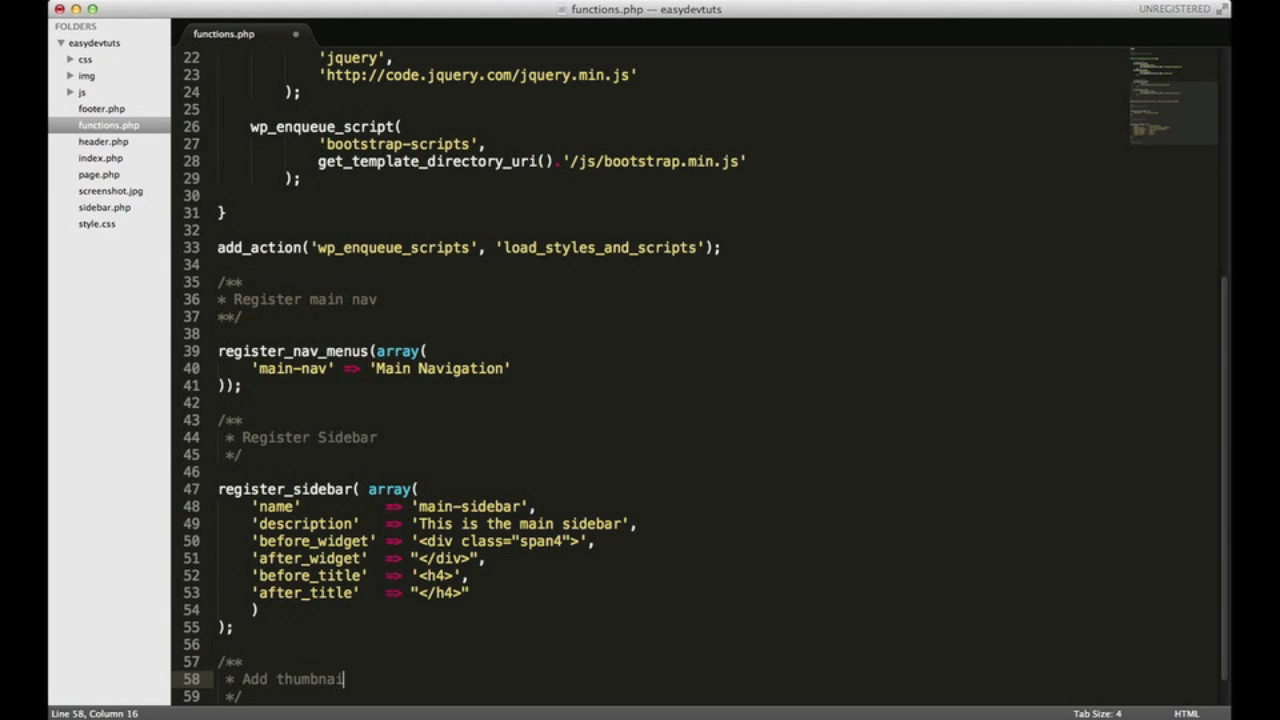 functions.php — easydevtuts
UNREGISTERED
FOLDERS
easydevtuts
css
img
js
footer.php
functions.php
header.php
index.php
page.php
screenshot.jpg
sidebar.php
style.css
functions.php
22 'jquery',
23 'http://code.jquery.com/jquery.min.js'
24 );
25
26 wp_enqueue_script(
27 'bootstrap-scripts',
28 get_template_directory_uri().'/js/bootstrap.min.js'
29 );
30
31 }
32
33 add_action('wp_enqueue_scripts', 'load_styles_and_scripts');
34
35 /**
36 * Register main nav
37 **/
38
39 register_nav_menus(array(
40 'main-nav' => 'Main Navigation'
41 ));
42
43 /**
44 * Register Sidebar
45 */
46
47 register_sidebar( array(
48 'name' => 'main-sidebar',
49 'description' => 'This is the main sidebar',
50 'before_widget' => '<div class="span4">',
51 'after_widget' => "</div>",
52 'before_title' => '<h4>',
53 'after_title' => "</h4>"
54 )
55 );
56
57 /**
58 * Add thumbnai
59 */
Line 58, Column 16
Tab Size: 4
HTML